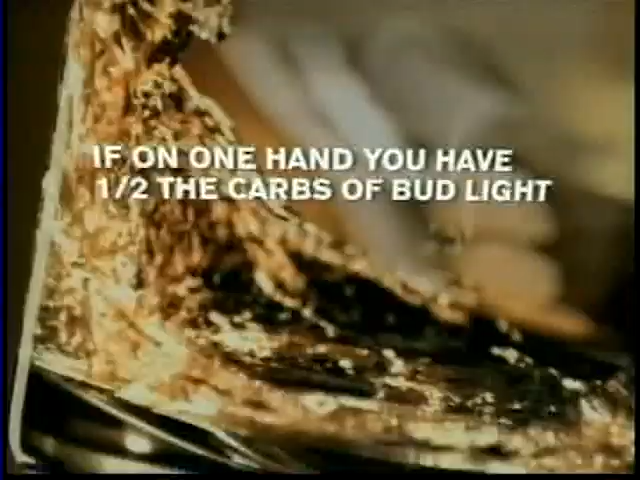 IF ON ONE HAND YOU HAVE
1/2 THE CARBS OF BUD LIGHT